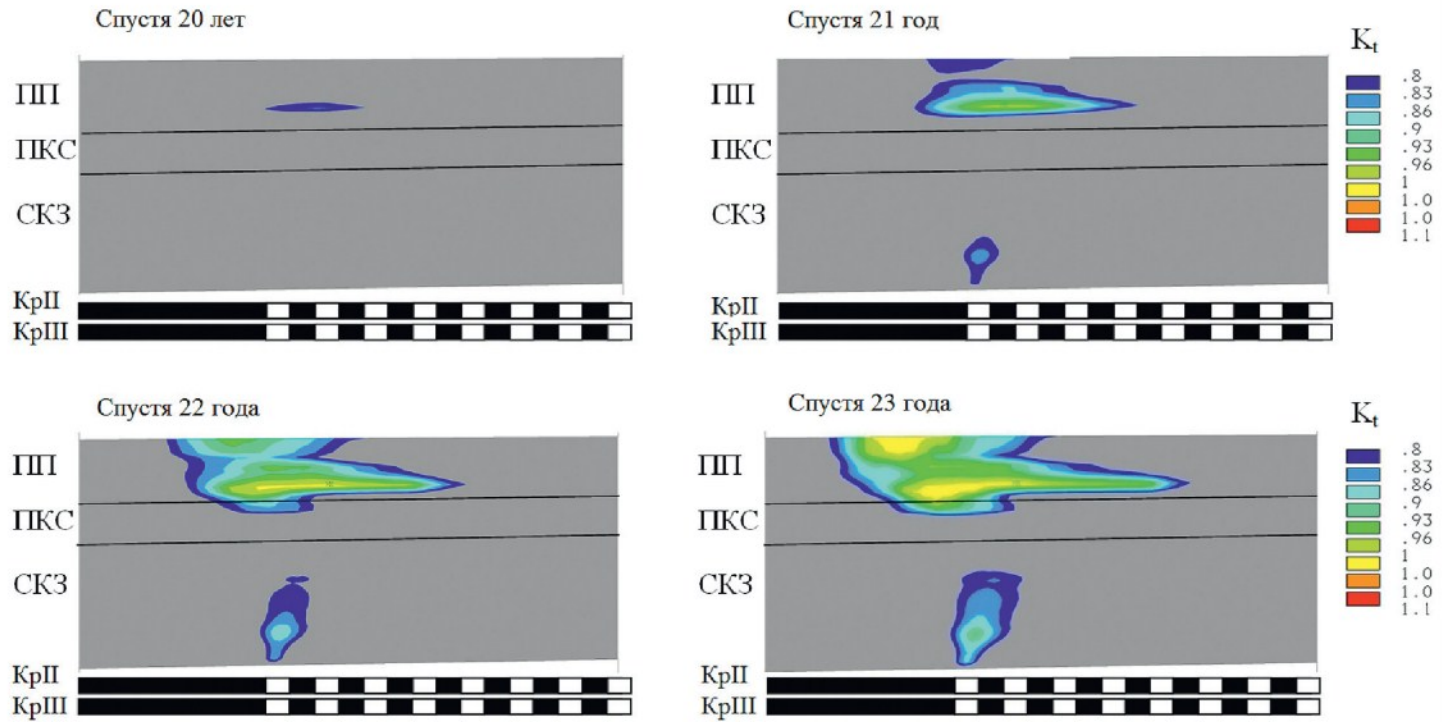 Спустя 20 лет
ПП
ПКС
СКЗ
КрII
КрIII
Спустя 21 год
ПП
ПКС
СКЗ
КрII
КрIII
Kt
.8
.83
.86
.9
.93
.96
1
1.0
1.0
1.1
Спустя 22 года
ПП
ПКС
СКЗ
КрII
КрIII
Спустя 23 года
ПП
ПКС
СКЗ
КрII
КрIII
Kt
.8
.86
.9
.93
.96
1
1.0
1.0
1.1